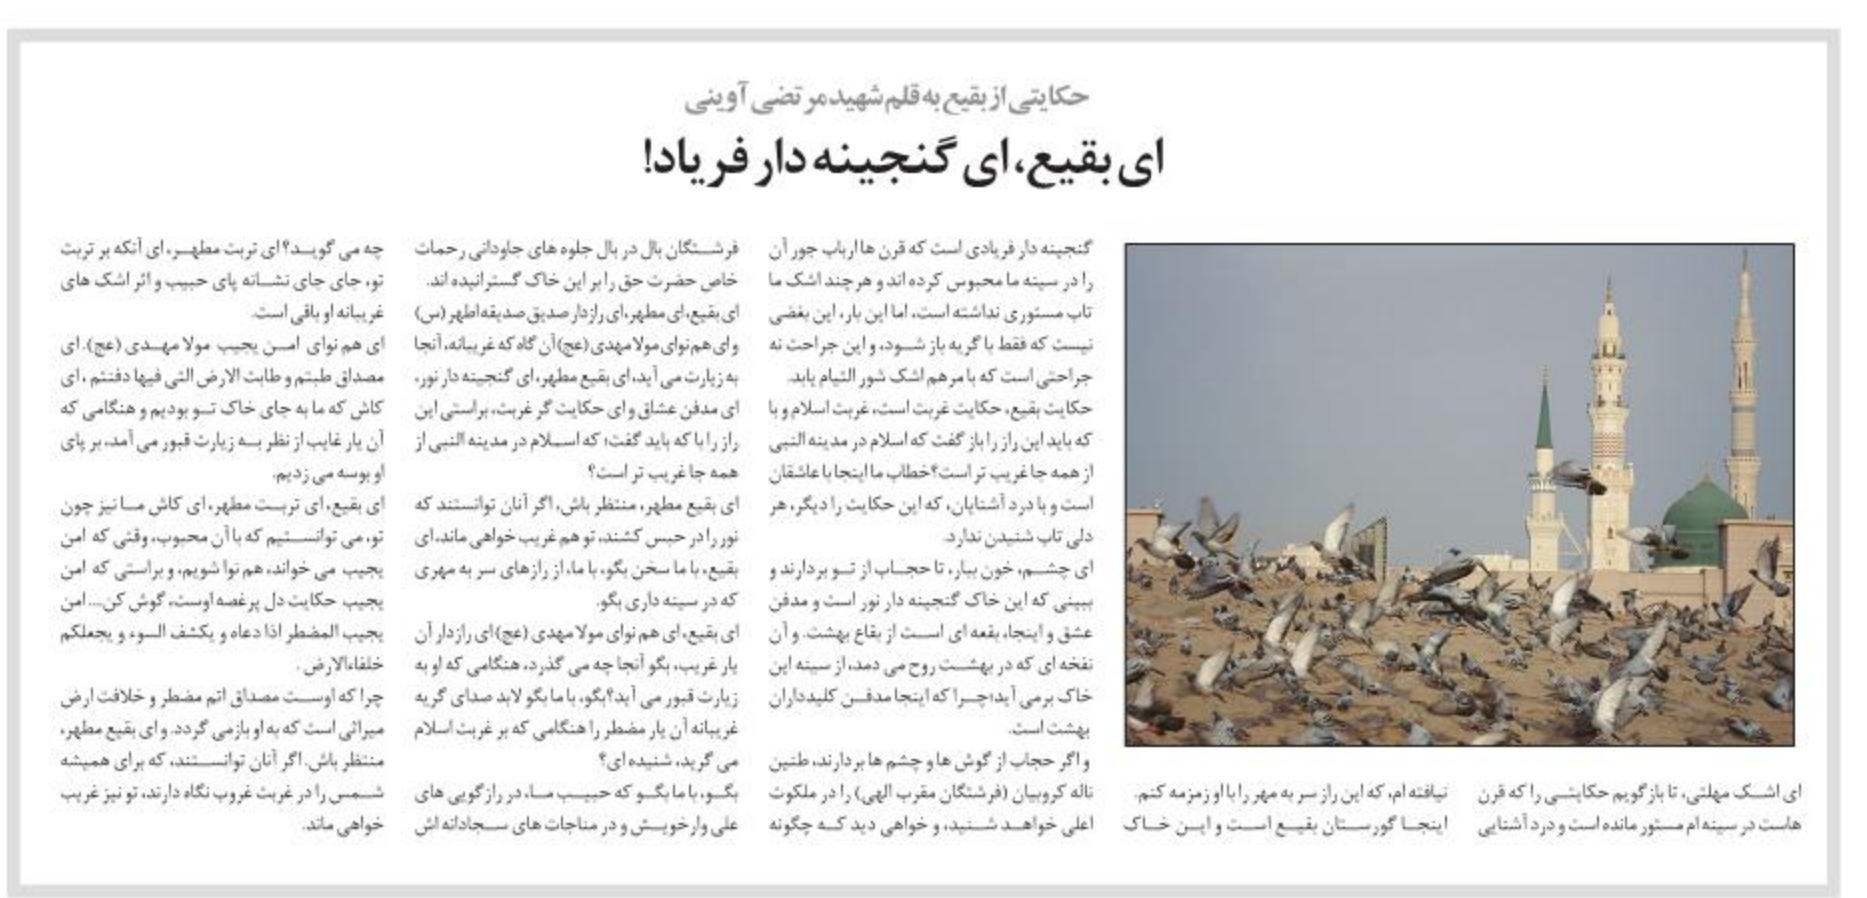 حکایتی از بقیع به قلم شهید مرتضی آوینی
ای بقیع، ای گنجینه دار فریاد!
ای اشک مهلتی، تا باز گویم حکایتی را که قرن
هاست در سینه ام مستور مانده است و درد آشنایی
نیافته ام، که این راز سر به مهر را با او زمزمه کنم.
اینجا گورستان بقیع است و این خاک
گنجینه دار فریادی است که قرن ها ارباب جور آن
را در سینه ما محبوس کرده اند و هر چند اشک ما
تاب مستوری نداشته است، اما این بار، این بغضی
نیست که فقط با گریه باز شود، و این جراحت نه
جراحتی است که با مرهم اشک شور التیام یابد.
حکایت بقیع، حکایت غربت است، غربت اسلام و با
که باید این راز را باز گفت که اسلام در مدینه النبی
از همه جا غریب تر است؟ خطاب ما اینجا با عاشقان
است و با درد آشنایان، که این حکایت را دیگر، هر
دلی تاب شنیدن ندارد.
ای چشم، خون ببار، تا حجاب از تو بردارند و
ببینی که این خاک گنجینه دار نور است و مدفن
عشق و اینجا، بقعه ای است از بقاع بهشت. و آن
نفخه ای که در بهشت روح می دمد، از سینه این
خاک برمی آید؛ چرا که اینجا مدفن کلیدداران
بهشت است.
و اگر حجاب از گوش ها و چشم ها بردارند، طنین
ناله کروبیان (فرشتگان مقرب الهی) را در ملکوت
اعلی خواهد شنید، و خواهی دید که چگونه
فرشتگان بال در بال جلوه های جاودانی رحمات
خاص حضرت حق را بر این خاک گسترانیده اند.
ای بقیع، ای مطهر، ای رازدار صدیق صدیقه اطهر (س)
و ای هم نوای مولا مهدی (عج) آن گاه که غریبانه، آنجا
به زیارت می آید، ای بقیع مطهر، ای گنجینه دار نور،
ای مدفن عشاق و ای حکایت گر غربت، براستی این
راز را با که باید گفت؛ که اسلام در مدینه النبی از
همه جا غریب تر است؟
ای بقیع مطهر، منتظر باش، اگر آنان توانستند که
نور را در حبس کشند، تو هم غریب خواهی ماند، ای
بقیع، با ما سخن بگو، با ما، از رازهای سر به مهری
که در سینه داری بگو.
ای بقیع، ای هم نوای مولا مهدی (عج) ای رازدار آن
یار غریب، بگو آنجا چه می گذرد، هنگامی که او به
زیارت قبور می آید؟ بگو، با ما بگو لابد صدای گریه
غریبانه آن یار مضطر را هنگامی که بر غربت اسلام
می گرید، شنیده ای؟
بگو، با ما بگو که حبیب ما، در رازگویی های
علی وار خویش و در مناجات های سجادانه اش
چه می گوید؟ ای تربت مطهر، ای آنکه بر تربت
تو، جای جای نشانه پای حبیب و اثر اشک های
غریبانه او باقی است.
ای هم نوای امن یجیب مولا مهدی (عج). ای
مصداق طبتم و طابت الارض التی فیها دفنتم ، ای
کاش که ما به جای خاک تو بودیم و هنگامی که
آن یار غایب از نظر به زیارت قبور می آمد، بر پای
او بوسه می زدیم.
ای بقیع، ای تربت مطهر، ای کاش ما نیز چون
تو، می توانستیم که با آن محبوب، وقتی که امن
یجیب می خواند، هم نوا شویم، و براستی که امن
یجیب حکایت دل پر غصه اوست، گوش کن... امن
یجیب المضطر اذا دعاه و یکشف السوء و یجعلکم
خلفاءالارض .
چرا که اوست مصداق اتم مضطر و خلافت ارض
میراثی است که به او بازمی گردد. و ای بقیع مطهر،
منتظر باش. اگر آنان توانستند، که برای همیشه
شمس را در غربت غروب نگاه دارند، تو نیز غریب
خواهی ماند.